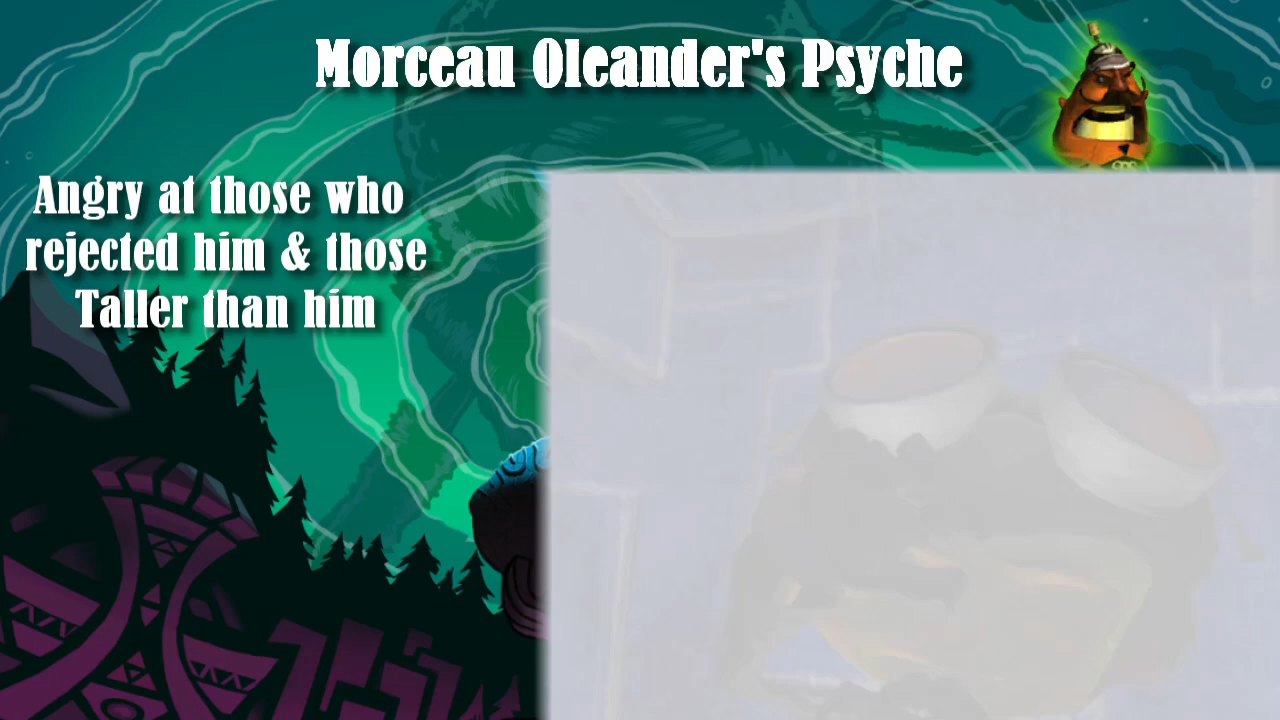 Morceau Oleander's Psyche
Angry at those who
rejected him & those
Taller than him